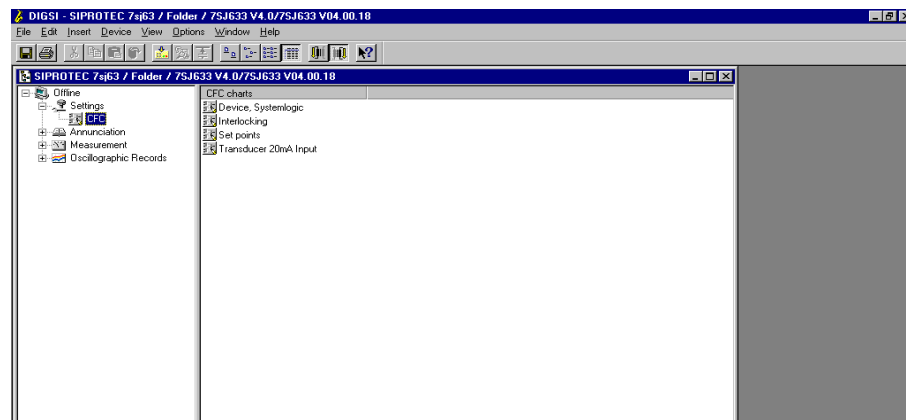 DIGSI - SIPROTEC 7sj63 / Folder / 7SJ633 V4.0/7SJ633 V04.00.18
File Edit Insert Device View Options Window Help
SIPROTEC 7sj63 / Folder / 7SJ633 V4.0/7SJ633 V04.00.18
Offline
Settings
CFC
Annunciation
Measurement
Oscillographic Records
CFC charts
Device, Systemlogic
Interlocking
Set points
Transducer 20mA Input